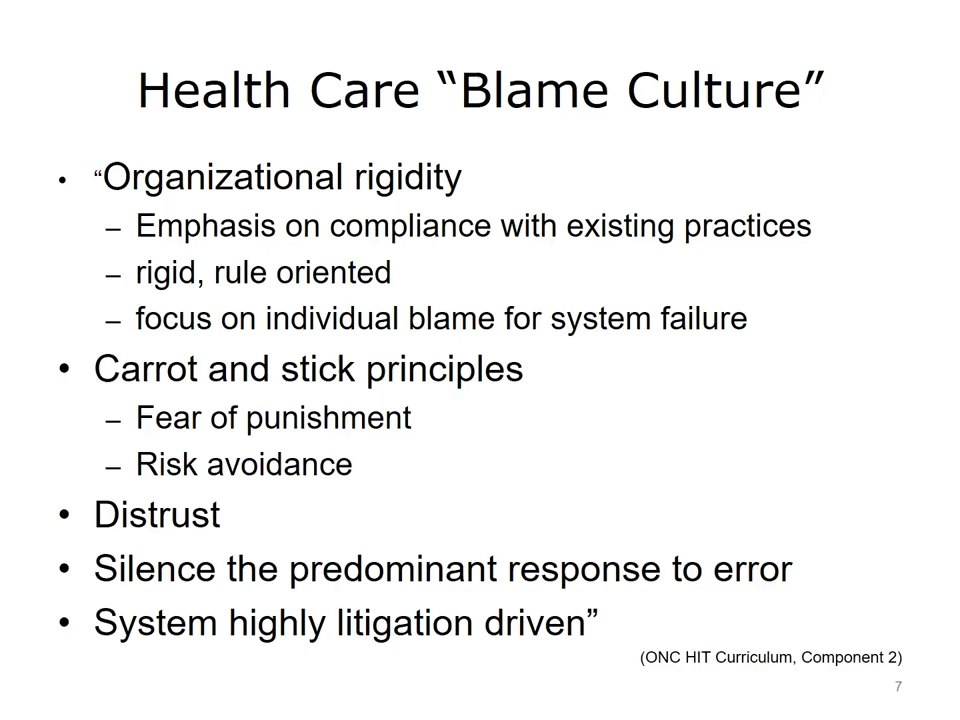 Health Care “Blame Culture”
• “Organizational rigidity
– Emphasis on compliance with existing practices
– rigid, rule oriented
– focus on individual blame for system failure
• Carrot and stick principles
– Fear of punishment
– Risk avoidance
• Distrust
• Silence the predominant response to error
• System highly litigation driven”
(ONC HIT Curriculum, Component 2)
7